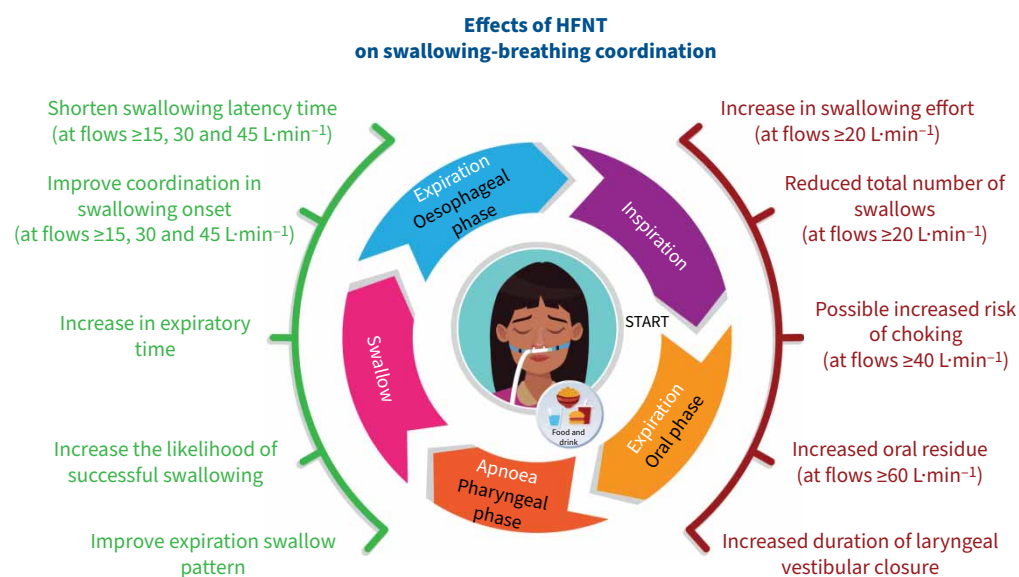 Effects of HFNT
on swallowing-breathing coordination
Shorten swallowing latency time
(at flows ≥15, 30 and 45 L·min⁻¹)
Improve coordination in
swallowing onset
(at flows ≥15, 30 and 45 L·min⁻¹)
Increase in expiratory
time
Increase the likelihood of
successful swallowing
Improve expiration swallow
pattern
Expiration
Oesophageal
phase
Inspiration
START
Expiration
Oral phase
Food and
drink
Apnoea
Pharyngeal
phase
Swallow
Increase in swallowing effort
(at flows ≥20 L·min⁻¹)
Reduced total number of
swallows
(at flows ≥20 L·min⁻¹)
Possible increased risk
of choking
(at flows ≥40 L·min⁻¹)
Increased oral residue
(at flows ≥60 L·min⁻¹)
Increased duration of laryngeal
vestibular closure